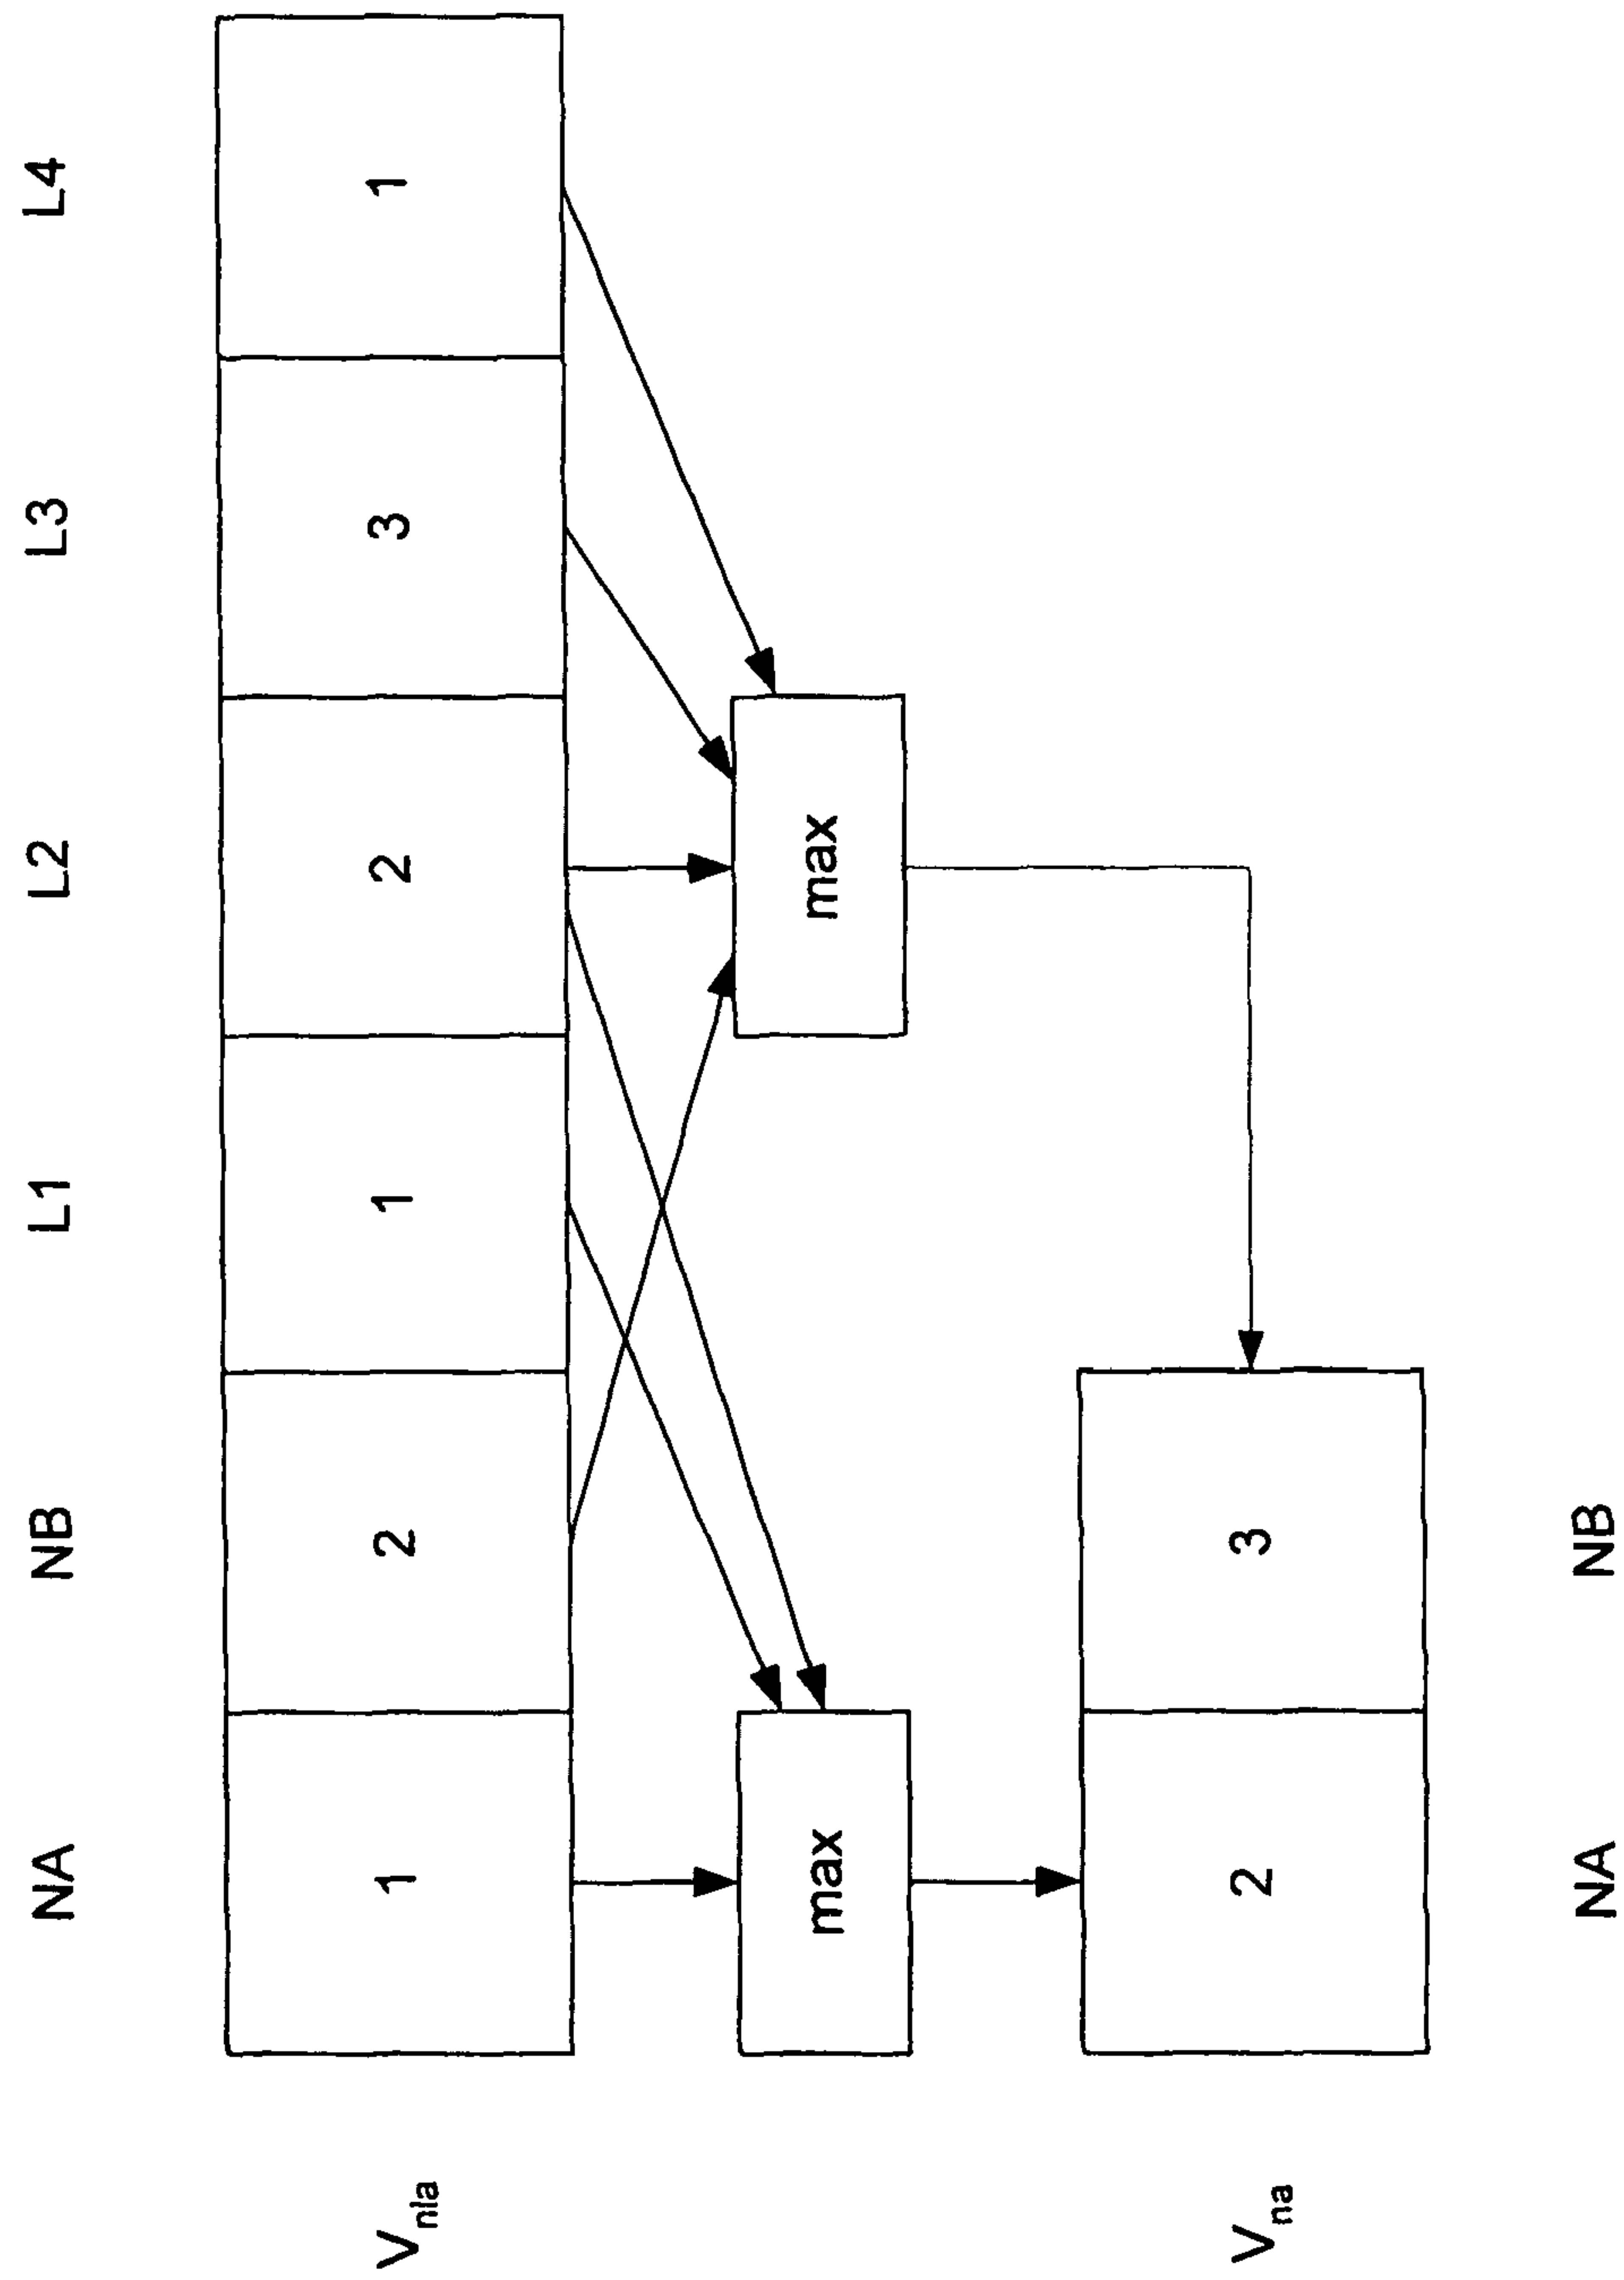 NA NB L1 L2 L3 L4
V_nla 1 2 1 2 3 1
max max
V_na 2 3
NA NB